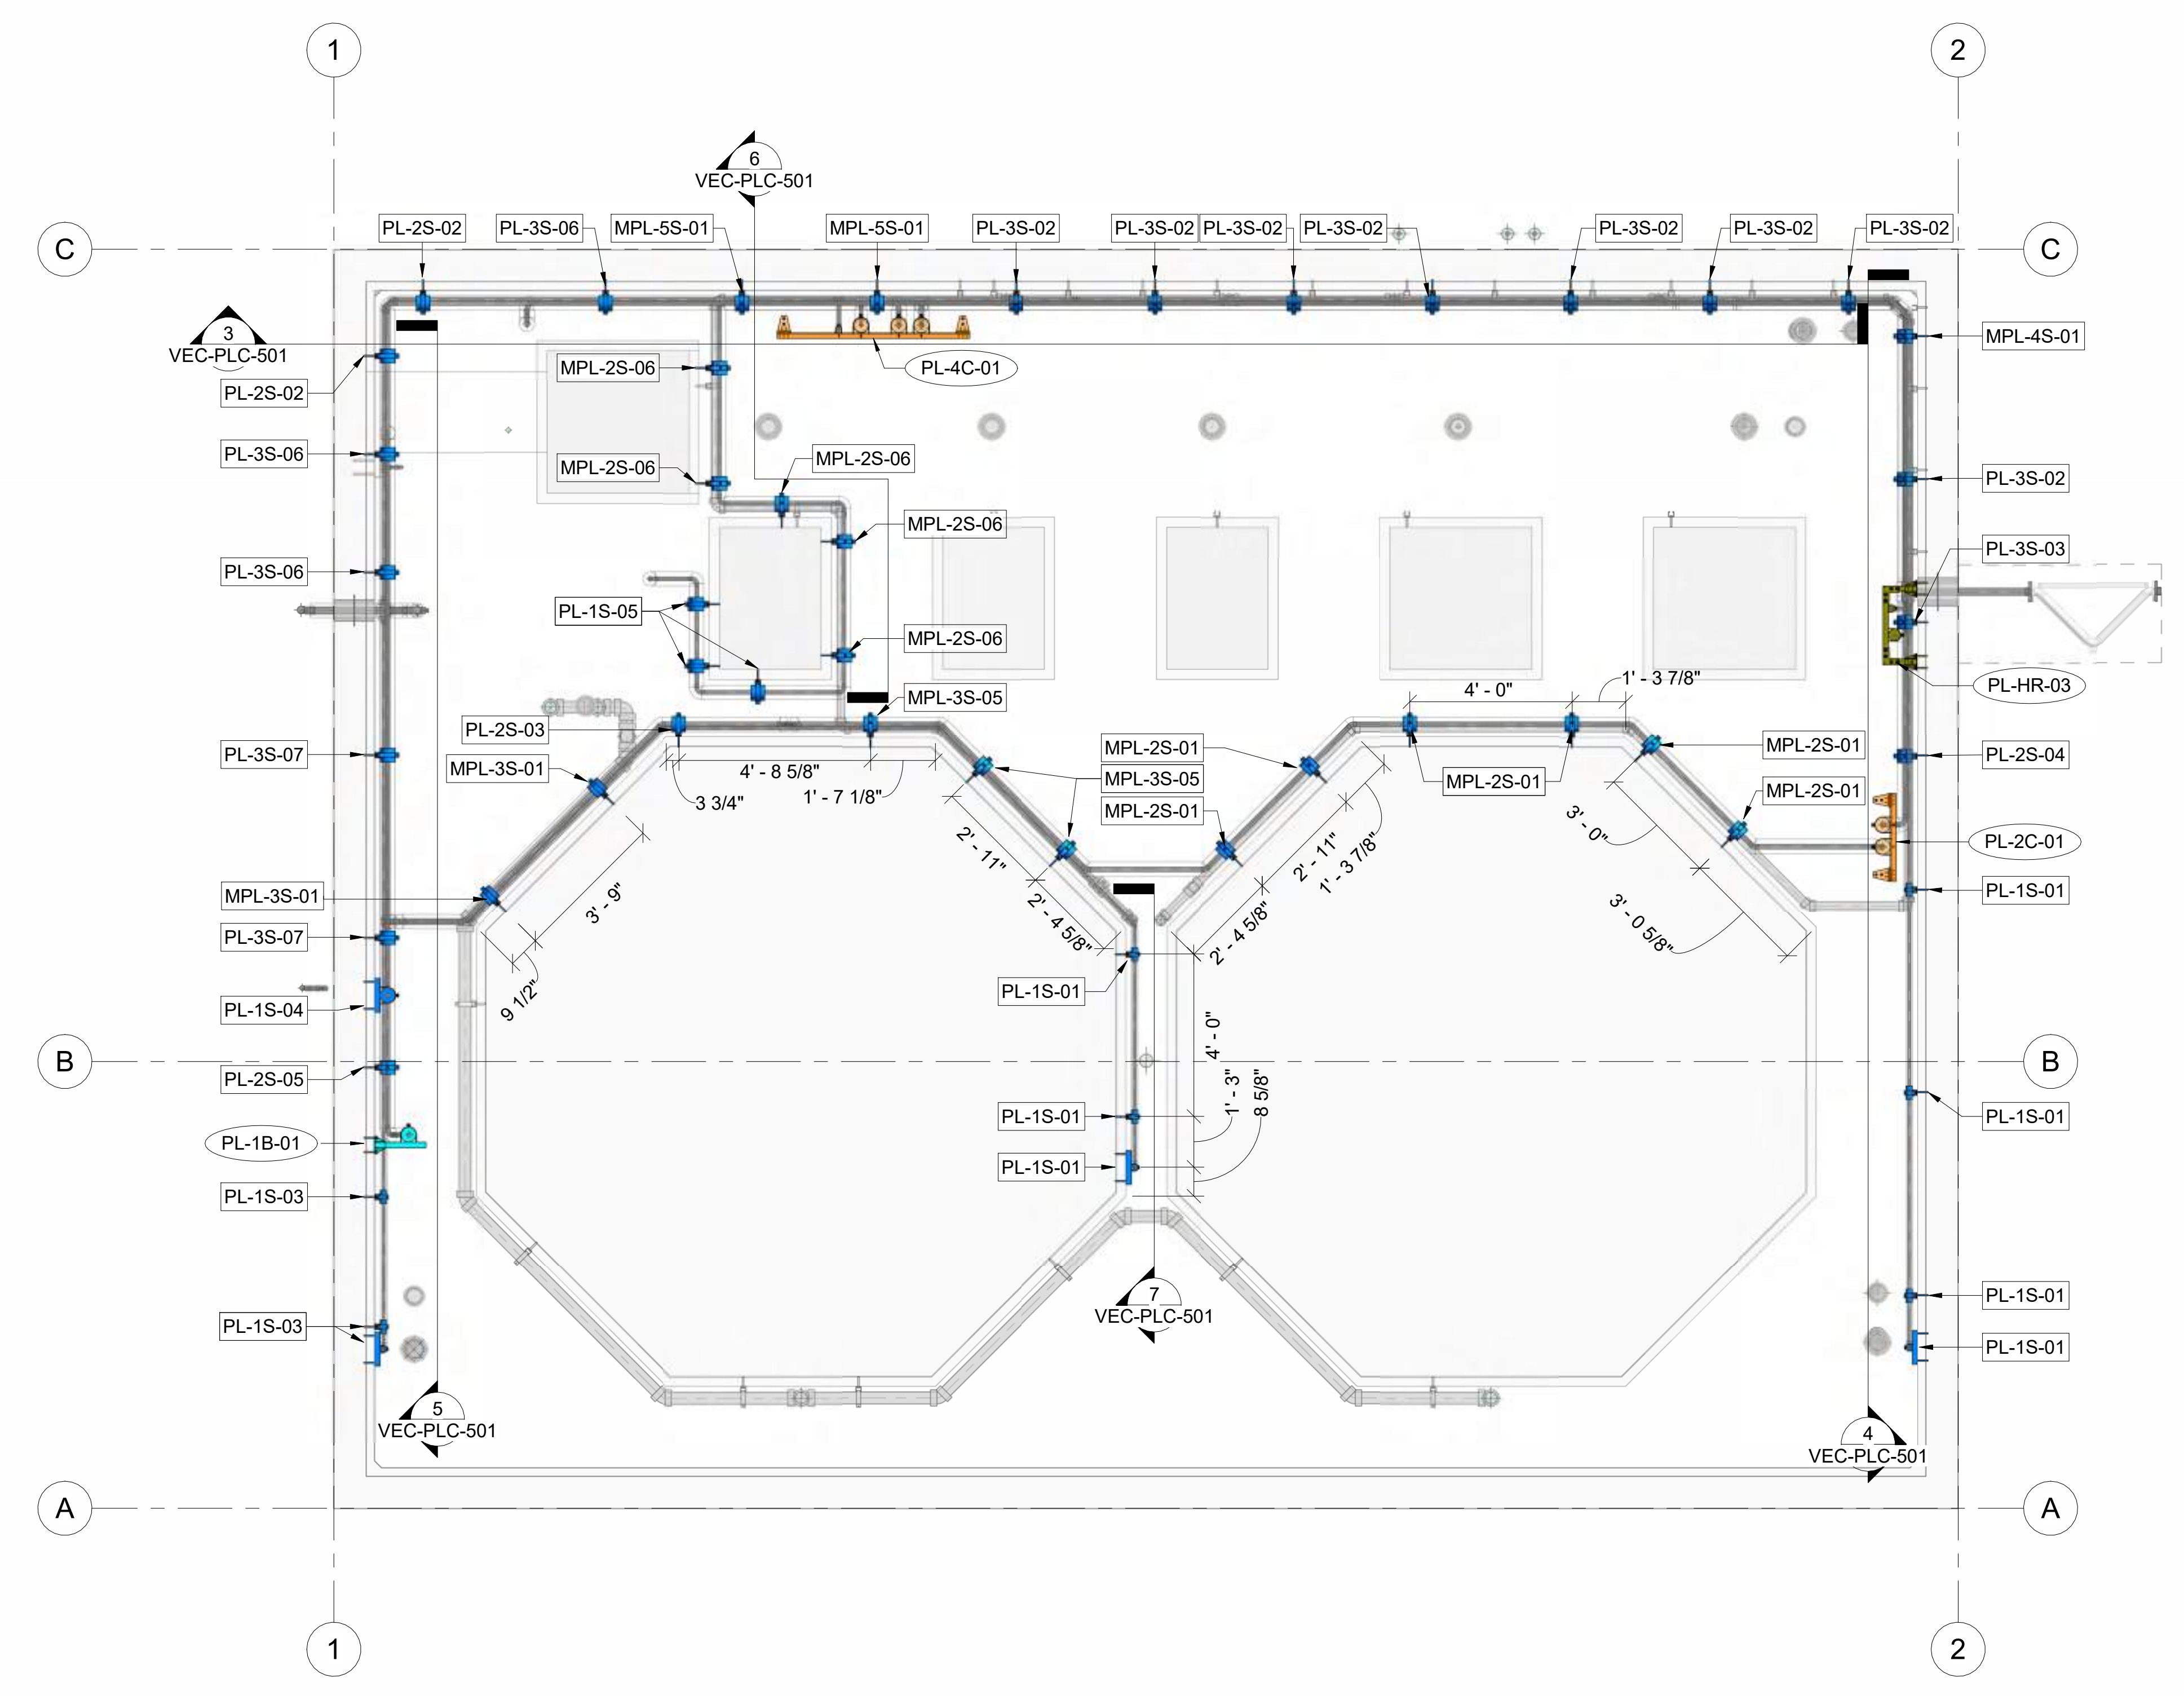 1
2
6
VEC-PLC-501
PL-2S-02
PL-3S-06
MPL-5S-01
MPL-5S-01
PL-3S-02
PL-3S-02
PL-3S-02
PL-3S-02
PL-3S-02
PL-3S-02
PL-3S-02
C
C
3
VEC-PLC-501
MPL-4S-01
PL-2S-02
MPL-2S-06
PL-4C-01
PL-3S-06
MPL-2S-06
MPL-2S-06
PL-3S-02
MPL-2S-06
PL-3S-03
PL-3S-06
PL-1S-05
MPL-2S-06
PL-HR-03
MPL-3S-05
4' - 0"
1' - 3 7/8"
PL-2S-03
PL-3S-07
MPL-3S-01
4' - 8 5/8"
3 3/4"
1' - 7 1/8"
MPL-2S-01
MPL-3S-05
MPL-2S-01
MPL-2S-01
MPL-2S-01
MPL-2S-01
PL-2S-04
3' - 0"
2' - 11"
2' - 11"
1' - 3 7/8"
PL-2C-01
MPL-3S-01
3' - 9"
2' - 4 5/8"
2' - 4 5/8"
3' - 0 5/8"
PL-1S-01
PL-3S-07
9 1/2"
PL-1S-01
PL-1S-04
4' - 0"
B
B
PL-2S-05
1' - 3"
8 5/8"
PL-1S-01
PL-1S-01
PL-1B-01
PL-1S-01
PL-1S-03
7
VEC-PLC-501
PL-1S-01
PL-1S-03
PL-1S-01
5
VEC-PLC-501
4
VEC-PLC-501
A
A
1
2